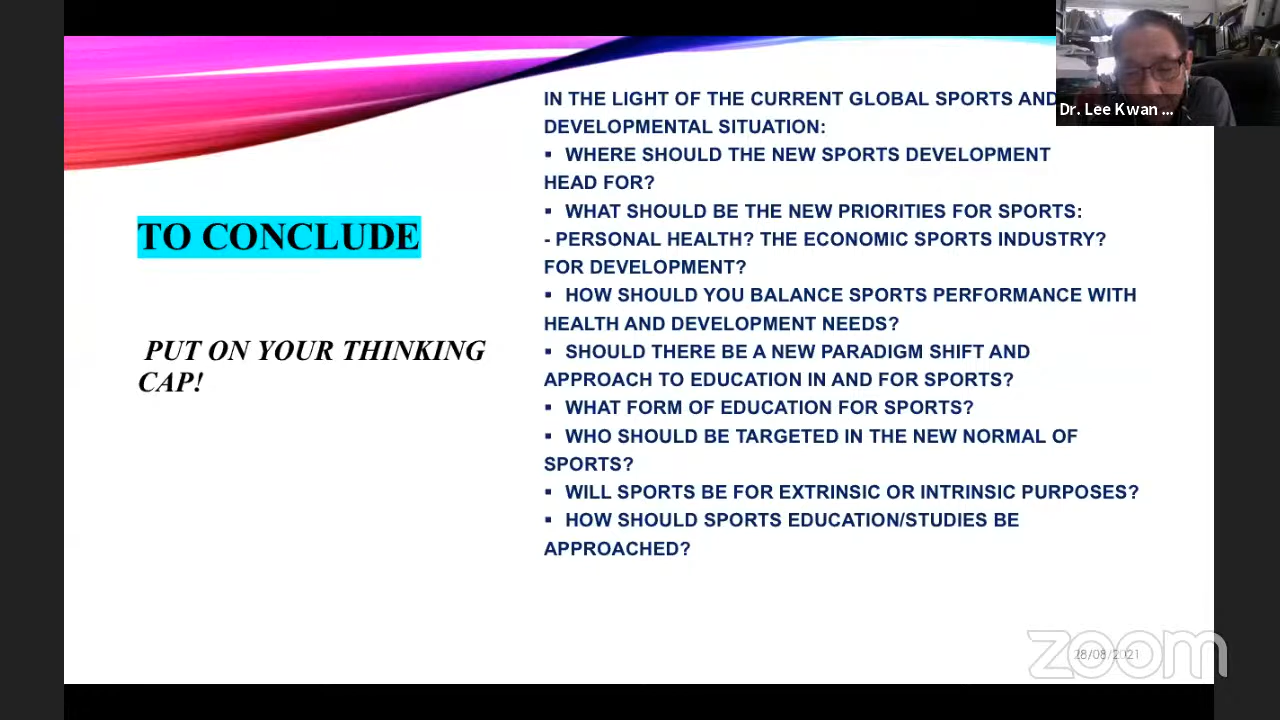 IN THE LIGHT OF THE CURRENT GLOBAL SPORTS AND
DEVELOPMENTAL SITUATION:
▪ WHERE SHOULD THE NEW SPORTS DEVELOPMENT
HEAD FOR?
▪ WHAT SHOULD BE THE NEW PRIORITIES FOR SPORTS:
- PERSONAL HEALTH? THE ECONOMIC SPORTS INDUSTRY?
FOR DEVELOPMENT?
▪ HOW SHOULD YOU BALANCE SPORTS PERFORMANCE WITH
HEALTH AND DEVELOPMENT NEEDS?
▪ SHOULD THERE BE A NEW PARADIGM SHIFT AND
APPROACH TO EDUCATION IN AND FOR SPORTS?
▪ WHAT FORM OF EDUCATION FOR SPORTS?
▪ WHO SHOULD BE TARGETED IN THE NEW NORMAL OF
SPORTS?
▪ WILL SPORTS BE FOR EXTRINSIC OR INTRINSIC PURPOSES?
▪ HOW SHOULD SPORTS EDUCATION/STUDIES BE
APPROACHED?
TO CONCLUDE
PUT ON YOUR THINKING
CAP!
Dr. Lee Kwan ...
28/08/2021
zoom